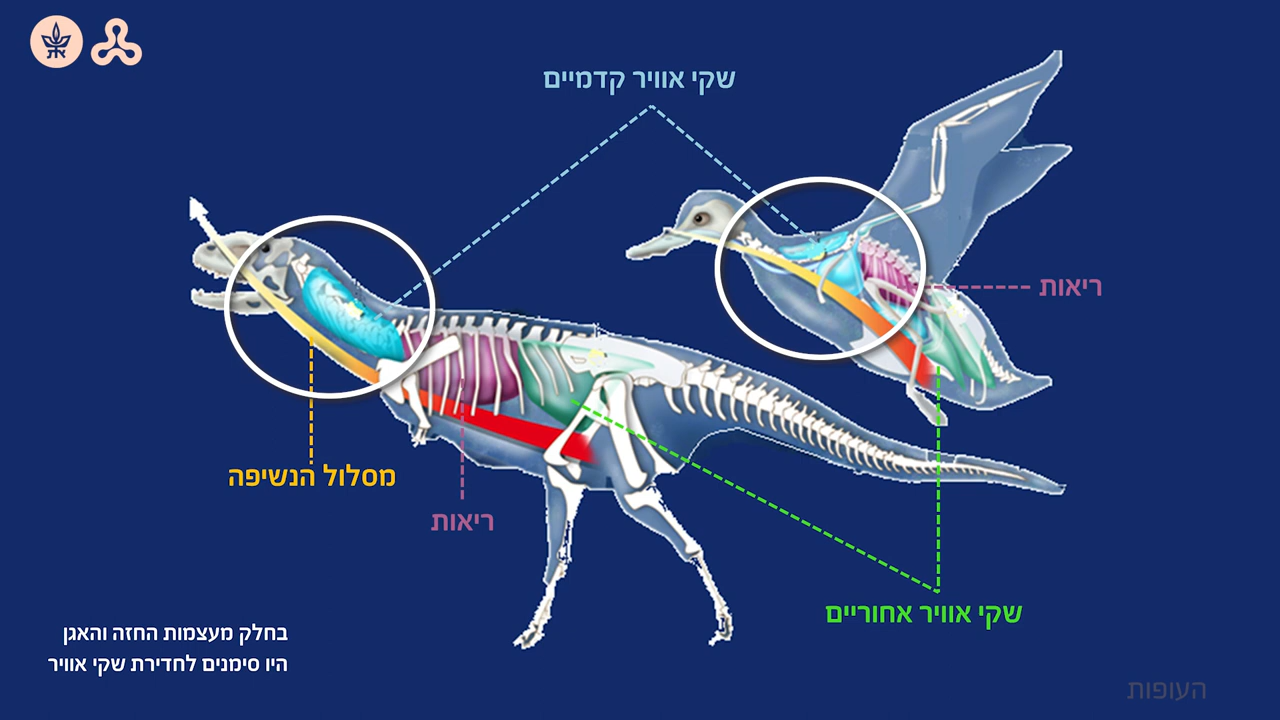 שקי אוויר קדמיים
ריאות
מסלול הנשיפה
ריאות
שקי אוויר אחוריים
בחלק מעצמות החזה והאגן
היו סימנים לחדירת שקי אוויר
העופות